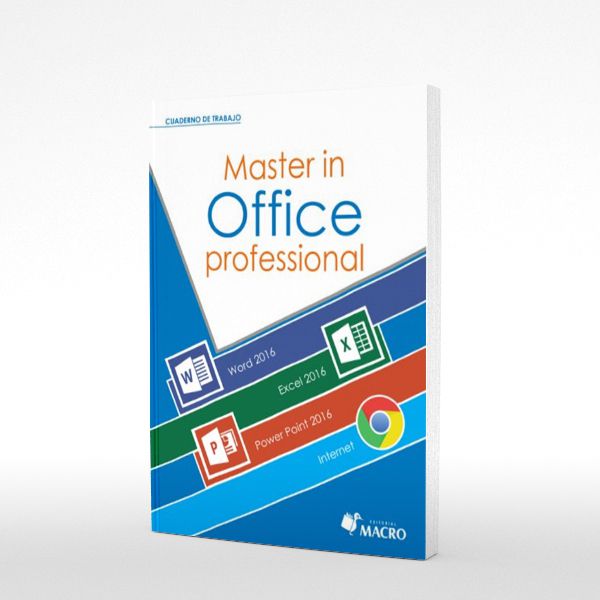 CUADERNO DE TRABAJO
Master in
Office
professional
W
Word 2016
X
Excel 2016
P
Power Point 2016
Internet
EDITORIAL
MACRO